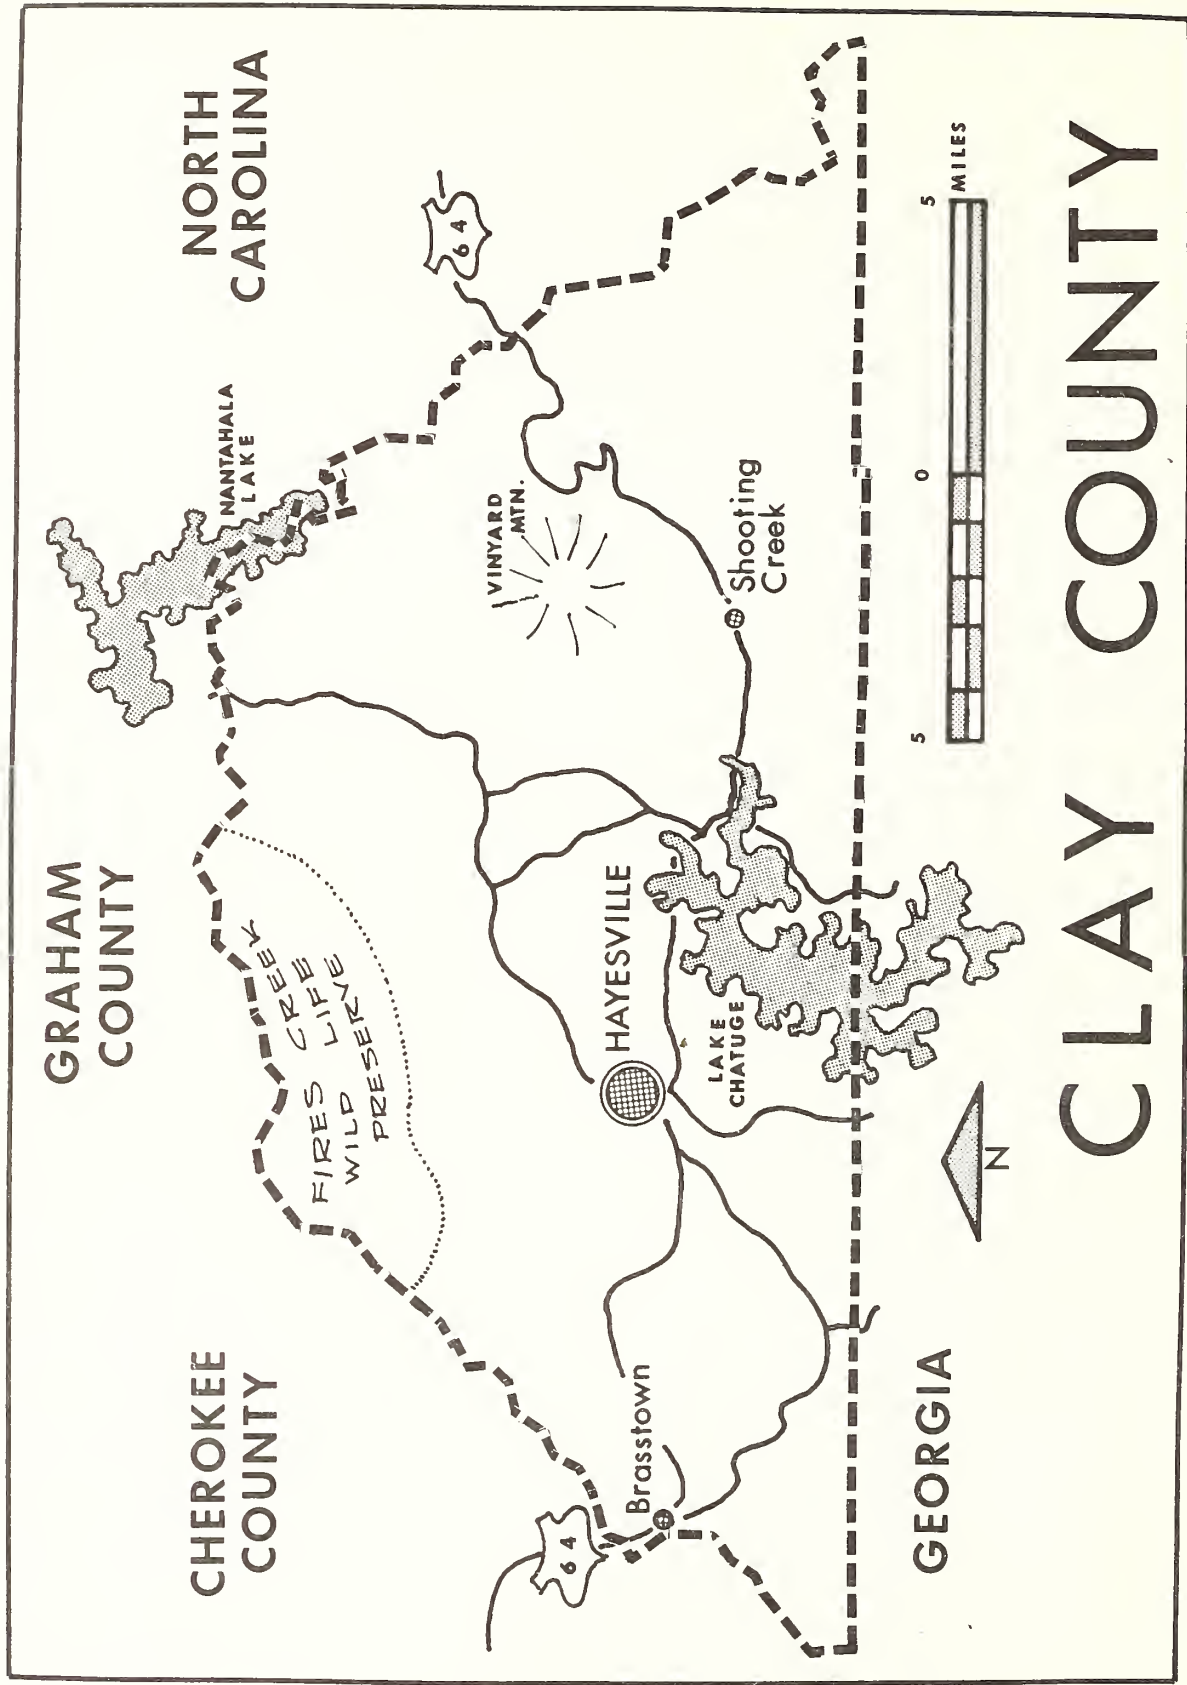 NORTH
CAROLINA
GRAHAM
COUNTY
CHEROKEE
COUNTY
NANTAHALA
LAKE
64
VINYARD
MTN.
FIRES CREEK
WILD LIFE
PRESERVE
HAYESVILLE
Shooting
Creek
LAKE
CHATUGE
Brasstown
64
GEORGIA
N
5 0 5
MILES
CLAY COUNTY